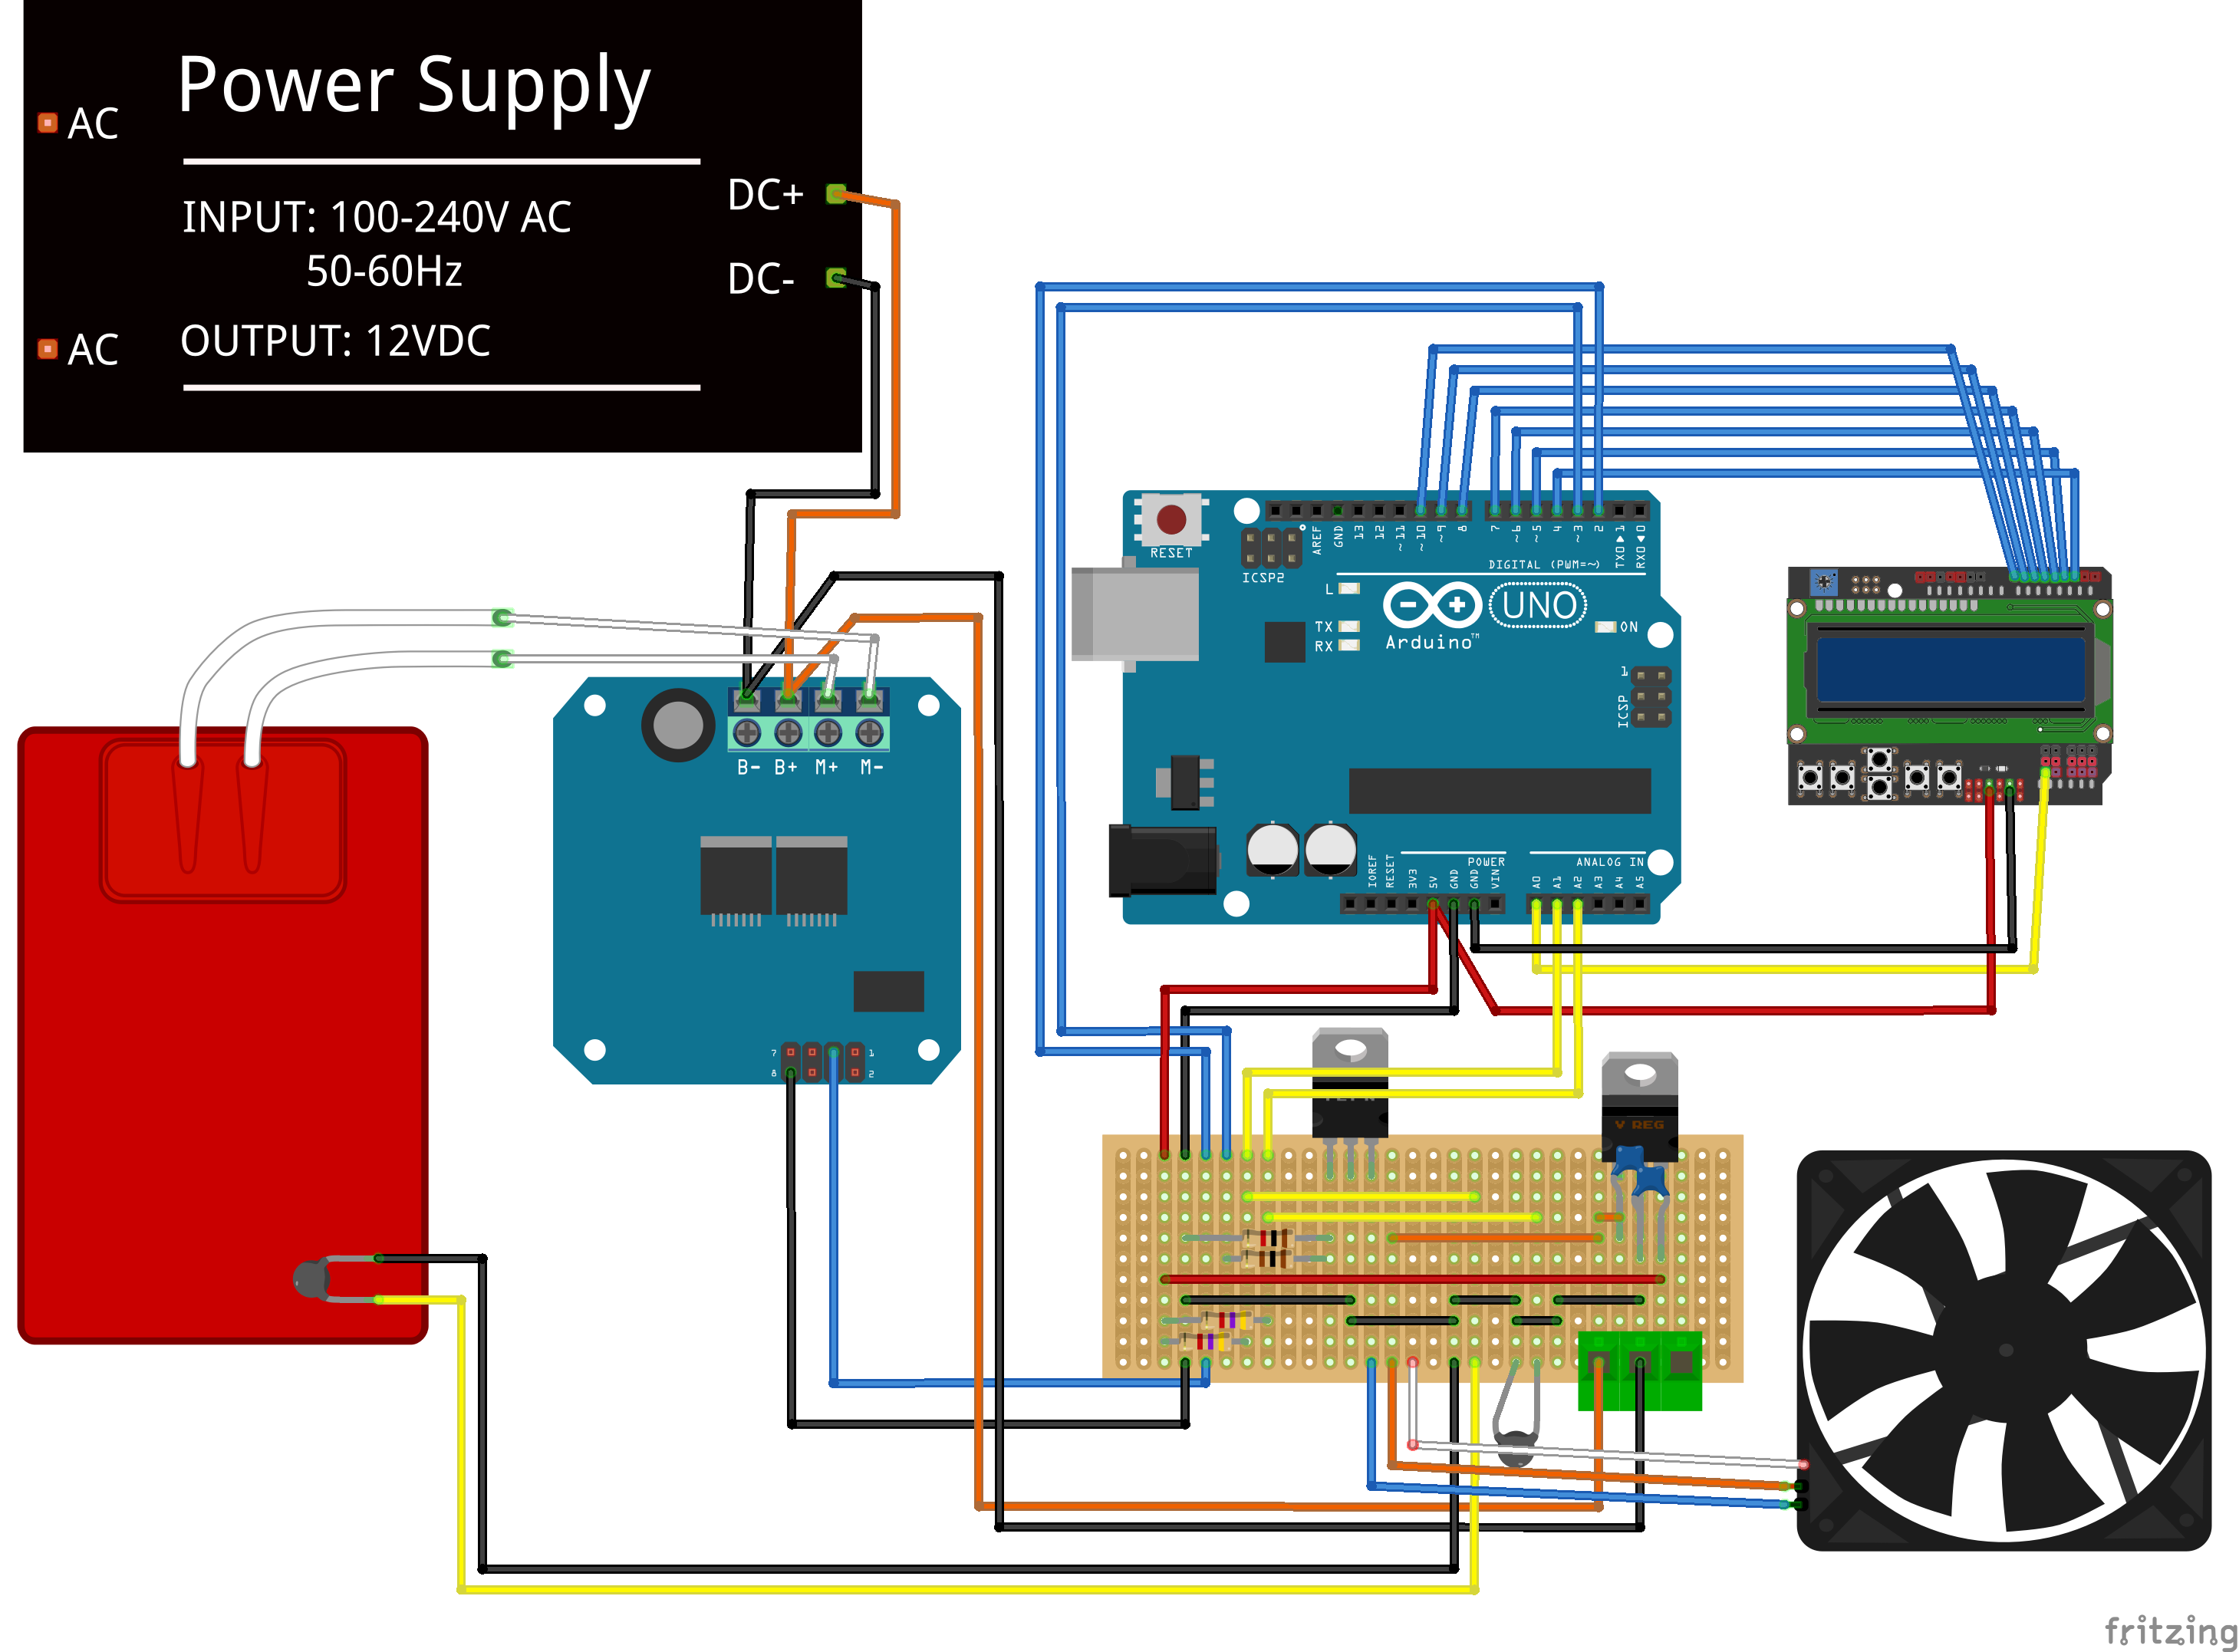 Power Supply
AC
INPUT: 100-240V AC
50-60Hz
DC+
DC-
AC
OUTPUT: 12VDC
RESET
ICSP2
AREF
GND
13
12
~11
~10
~9
8
7
~6
~5
4
~3
2
TX0▶1
RX0◀0
DIGITAL (PWM=~)
L
TX
RX
Arduino™
UNO
ON
1
ICSP
B- B+ M+ M-
IOREF
RESET
3V3
5V
GND
GND
VIN
POWER
ANALOG IN
A0
A1
A2
A3
A4
A5
7
1
8
2
V REG
fritzing